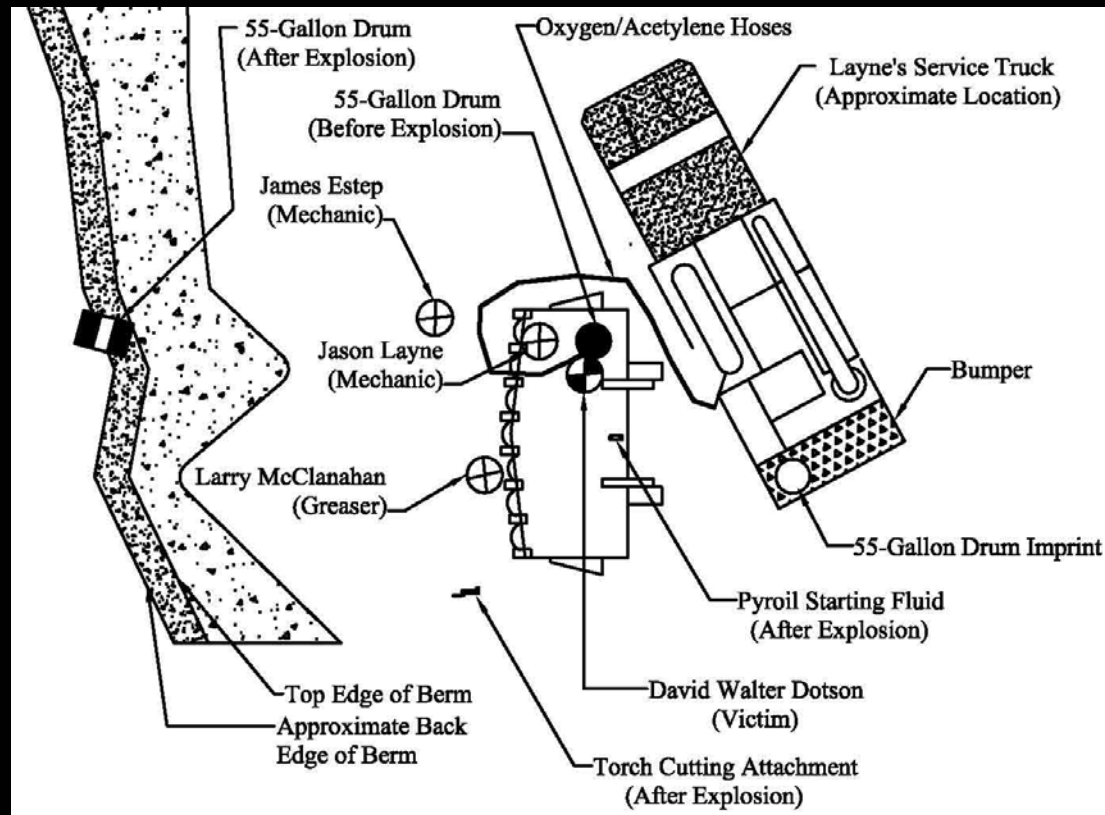 55-Gallon Drum
(After Explosion)
Oxygen/Acetylene Hoses
55-Gallon Drum
(Before Explosion)
Layne's Service Truck
(Approximate Location)
James Estep
(Mechanic)
Jason Layne
(Mechanic)
Bumper
Larry McClanahan
(Greaser)
55-Gallon Drum Imprint
Pyroil Starting Fluid
(After Explosion)
Top Edge of Berm
Approximate Back
Edge of Berm
David Walter Dotson
(Victim)
Torch Cutting Attachment
(After Explosion)